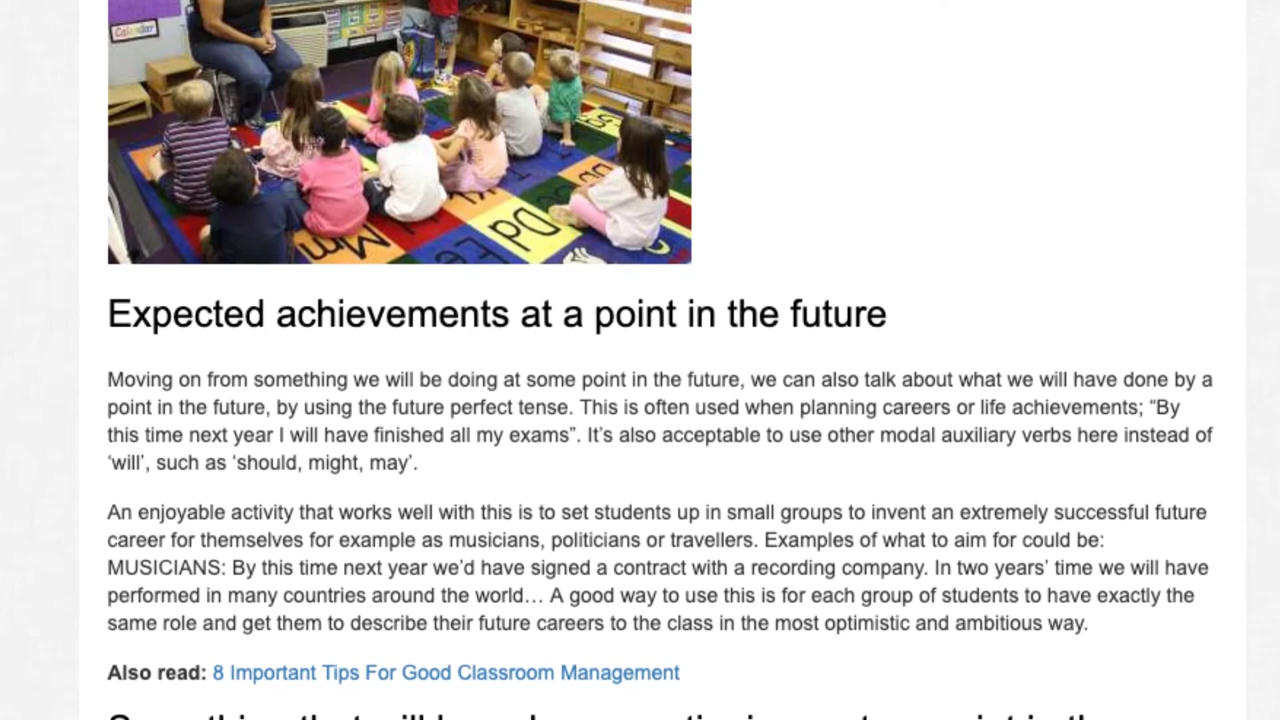 Calendar
Mm
Dd
Expected achievements at a point in the future
Moving on from something we will be doing at some point in the future, we can also talk about what we will have done by a
point in the future, by using the future perfect tense. This is often used when planning careers or life achievements; “By
this time next year I will have finished all my exams”. It’s also acceptable to use other modal auxiliary verbs here instead of
‘will’, such as ‘should, might, may’.
An enjoyable activity that works well with this is to set students up in small groups to invent an extremely successful future
career for themselves for example as musicians, politicians or travellers. Examples of what to aim for could be:
MUSICIANS: By this time next year we’d have signed a contract with a recording company. In two years’ time we will have
performed in many countries around the world… A good way to use this is for each group of students to have exactly the
same role and get them to describe their future careers to the class in the most optimistic and ambitious way.
Also read: 8 Important Tips For Good Classroom Management